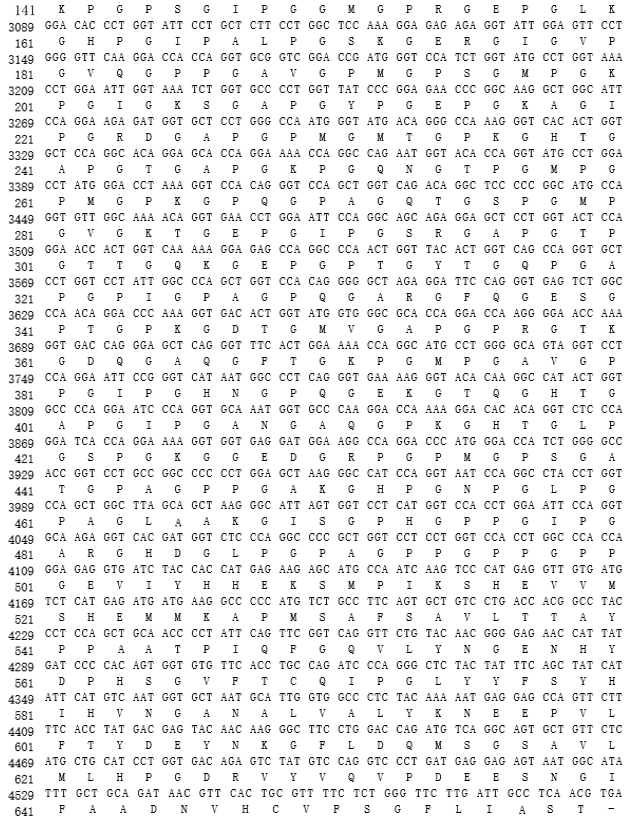 141 K P G P S G I P G G M G P R G E P G L K
3089 GGA CAC CCT GGT ATT CCT GCT CTT CCT GGC TCC AAA GGA GAG AGA GGT ATT GGA GTT CCT
161 G H P G I P A L P G S K G E R G I G V P
3149 GGG GTT CAA GGA CCA CCA GGT GCG GTC GGA CCG ATG GGT CCA TCT GGT ATG CCT GGT AAA
G V Q G P P G A V G P M G P S G M P G K
3209 CCT GGA ATT GGT AAA TCT GGT GCC CCT GGT TAT CCC GGA GAA CCC GGC AAG GCT GGC ATT
201 P G I G K S G A P G Y P G E P G K A G I
3269 CCA GGA AGA GAT GGT GCT CCT GGG CCA ATG GGT ATG ACA GGG CCA AAG GGT CAC ACT GGT
221 P G R D G A P G P M G M T G P K G H T G
3329 GCT CCA GGC ACA GGA GCA CCA GGA AAA CCA GGC CAG AAT GGT ACA CCA GGT ATG CCT GGA
241 A P G T G A P G K P G Q N G T P G M P G
3389 CCT ATG GGA CCT AAA GGT CCA CAG GGT CCA GCT GGT CAG ACA GGC TCC CCC GGC ATG CCA
261 P M G P K G P Q G P A G Q T G S P G M P
3449 GGT GTT GGC AAA ACA GGT GAA CCT GGA ATT CCA GGC AGC AGA GGA GCT CCT GGT ACT CCA
281 G V G K T G E P G I P G S R G A P G T P
3509 GGA ACC ACT GGT CAA AAA GGA GAG CCA GGC CCA ACT GGT TAC ACT GGT CAG CCA GGT GCT
301 G T T G Q K G E P G P T G Y T G Q P G A
3569 CCT GGT CCT ATT GGC CCA GCT GGT CCA CAG GGG GCT AGA GGA TTC CAG GGT GAG TCT GGC
321 P G P I G P A G P Q G A R G F Q G E S G
3629 CCA ACA GGA CCC AAA GGT GAC ACT GGT ATG GTG GGC GCA CCA GGA CCA AGG GGA ACC AAA
341 P T G P K G D T G M V G A P G P R G T K
3689 GGT GAC CAG GGA GCT CAG GGT TTC ACT GGA AAA CCA GGC ATG CCT GGG GCA GTA GGT CCT
361 G D Q G A Q G F T G K P G M P G A V G P
3749 CCA GGA ATT CCG GGT CAT AAT GGC CCT CAG GGT GAA AAG GGT ACA CAA GGC CAT ACT GGT
381 P G I P G H N G P Q G E K G T Q G H T G
3809 GCC CCA GGA ATC CCA GGT GCA AAT GGT GCC CAA GGA CCA AAA GGA CAC ACA GGT CTC CCA
401 A P G I P G A N G A Q G P K G H T G L P
3869 GGA TCA CCA GGA AAA GGT GGT GAG GAT GGA AGG CCA GGA CCC ATG GGA CCA TCT GGG GCC
421 G S P G K G G E D G R P G P M G P S G A
3929 ACC GGT CCT GCC GGC CCC CCT GGA GCT AAG GGC CAT CCA GGT AAT CCA GGC CTA CCT GGT
441 T G P A G P P G A K G H P G N P G L P G
3989 CCA GCT GGC TTA GCA GCT AAG GGC ATT AGT GGT CCT CAT GGT CCA CCT GGA ATT CCA GGT
461 P A G L A A K G I S G P H G P P G I P G
4049 GCA AGA GGT CAC GAT GGT CTC CCA GGC CCC GCT GGT CCT CCT GGT CCA CCT GGC CCA CCA
481 A R G H D G L P G P A G P P G P P G P P
4109 GGA GAG GTG ATC TAC CAC CAT GAG AAG AGC ATG CCA ATC AAG TCC CAT GAG GTT GTG ATG
501 G E V I Y H H E K S M P I K S H E V V M
4169 TCT CAT GAG ATG ATG AAG GCC CCC ATG TCT GCC TTC AGT GCT GTC CTG ACC ACG GCC TAC
521 S H E M M K A P M S A F S A V L T T A Y
4229 CCT CCA GCT GCA ACC CCT ATT CAG TTC GGT CAG GTT CTG TAC AAC GGG GAG AAC CAT TAT
541 P P A A T P I Q F G Q V L Y N G E N H Y
4289 GAT CCC CAC AGT GGT GTG TTC ACC TGC CAG ATC CCA GGG CTC TAC TAT TTC AGC TAT CAT
561 D P H S G V F T C Q I P G L Y Y F S Y H
4349 ATT CAT GTC AAT GGT GCT AAT GCA TTG GTG GCC CTC TAC AAA AAT GAG GAG CCA GTT CTT
581 I H V N G A N A L V A L Y K N E E P V L
4409 TTC ACC TAT GAC GAG TAC AAC AAG GGC TTC CTG GAC CAG ATG TCA GGC AGT GCT GTT CTC
601 F T Y D E Y N K G F L D Q M S G S A V L
4469 ATG CTG CAT CCT GGT GAC AGA GTC TAT GTC CAG GTC CCT GAT GAG GAG AGT AAT GGC ATA
621 M L H P G D R V Y V Q V P D E E S N G I
4529 TTT GCT GCA GAT AAC GTT CAC TGC GTT TTC TCT GGG TTC TTG ATT GCC TCA ACG TGA
641 F A A D N V H C V F S G F L I A S T –